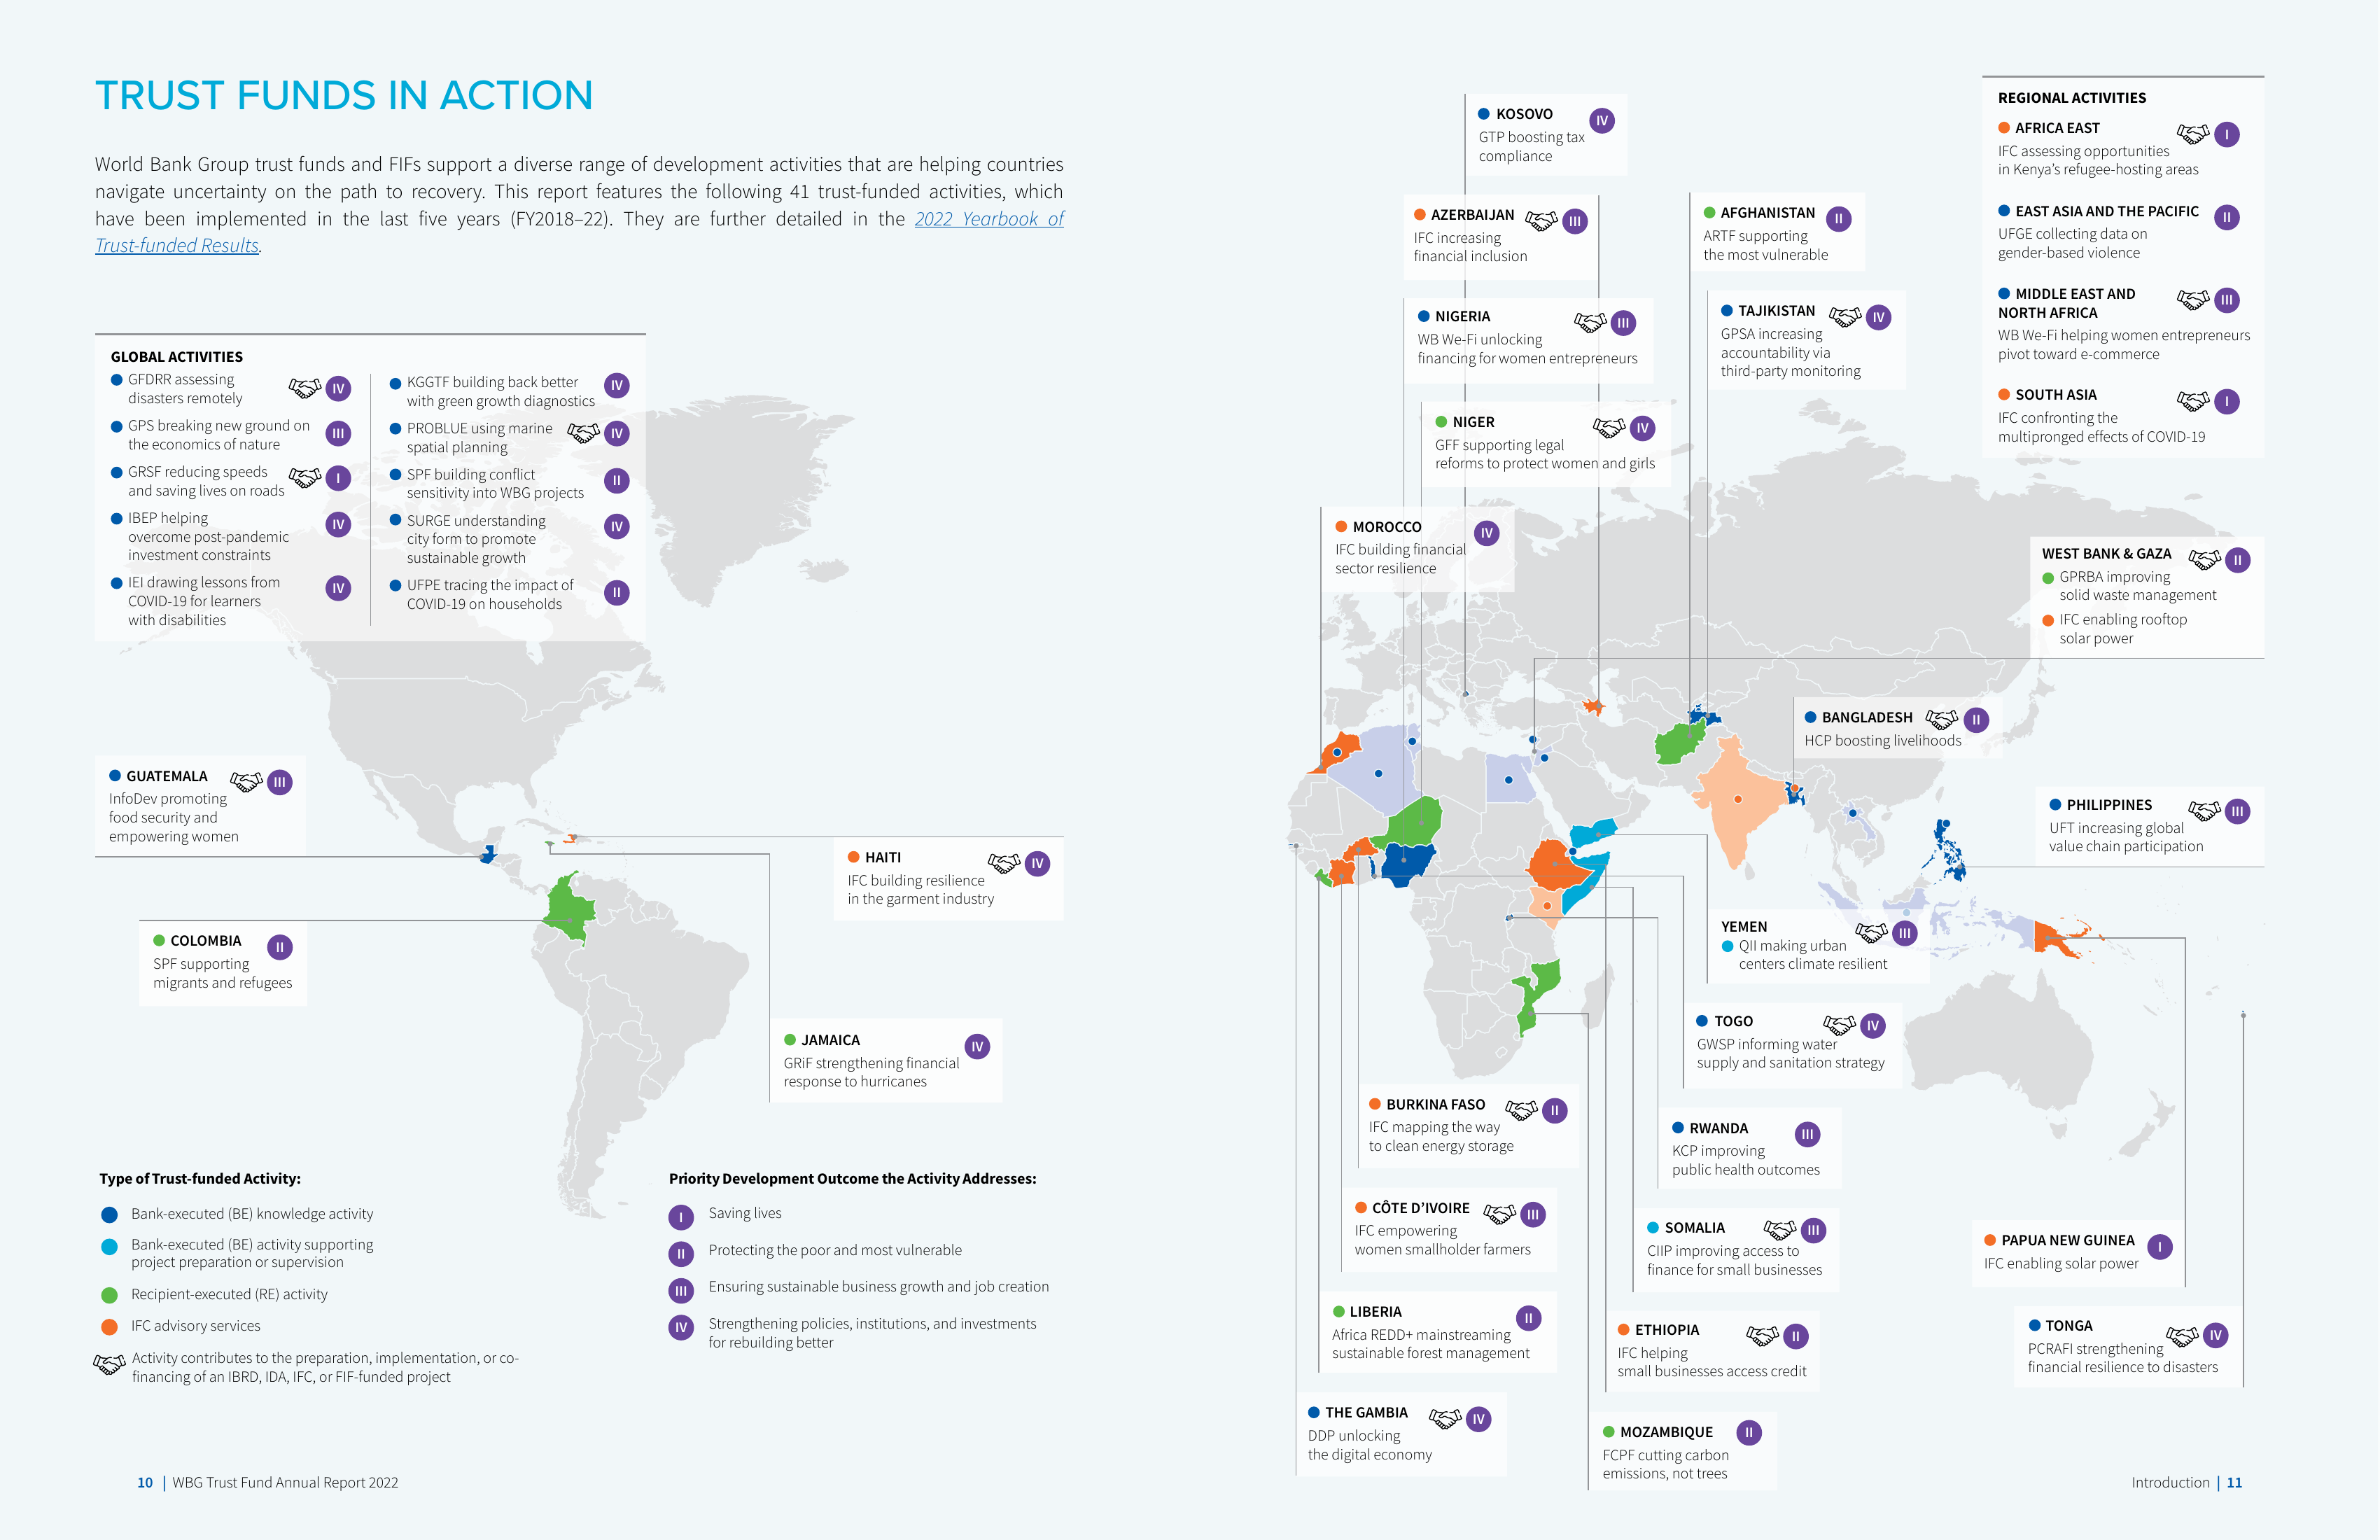 TRUST FUNDS IN ACTION
World Bank Group trust funds and FIFs support a diverse range of development activities that are helping countries
navigate uncertainty on the path to recovery. This report features the following 41 trust-funded activities, which
have been implemented in the last five years (FY2018–22). They are further detailed in the 2022 Yearbook of
Trust-funded Results.
GLOBAL ACTIVITIES
GFDRR assessing
disasters remotely
IV
GPS breaking new ground on
the economics of nature
III
GRSF reducing speeds
and saving lives on roads
I
IBEP helping
overcome post-pandemic
investment constraints
IV
IEI drawing lessons from
COVID-19 for learners
with disabilities
IV
KGGTF building back better
with green growth diagnostics
IV
PROBLUE using marine
spatial planning
IV
SPF building conflict
sensitivity into WBG projects
II
SURGE understanding
city form to promote
sustainable growth
IV
UFPE tracing the impact of
COVID-19 on households
II
GUATEMALA
III
InfoDev promoting
food security and
empowering women
HAITI
IV
IFC building resilience
in the garment industry
COLOMBIA
II
SPF supporting
migrants and refugees
JAMAICA
IV
GRiF strengthening financial
response to hurricanes
Type of Trust-funded Activity:
Bank-executed (BE) knowledge activity
Bank-executed (BE) activity supporting
project preparation or supervision
Recipient-executed (RE) activity
IFC advisory services
Activity contributes to the preparation, implementation, or co-
financing of an IBRD, IDA, IFC, or FIF-funded project
Priority Development Outcome the Activity Addresses:
I Saving lives
II Protecting the poor and most vulnerable
III Ensuring sustainable business growth and job creation
IV Strengthening policies, institutions, and investments
for rebuilding better
10 | WBG Trust Fund Annual Report 2022
KOSOVO
IV
GTP boosting tax
compliance
AZERBAIJAN
III
IFC increasing
financial inclusion
AFGHANISTAN
II
ARTF supporting
the most vulnerable
NIGERIA
III
WB We-Fi unlocking
financing for women entrepreneurs
TAJIKISTAN
IV
GPSA increasing
accountability via
third-party monitoring
NIGER
IV
GFF supporting legal
reforms to protect women and girls
MOROCCO
IV
IFC building financial
sector resilience
REGIONAL ACTIVITIES
AFRICA EAST
I
IFC assessing opportunities
in Kenya’s refugee-hosting areas
EAST ASIA AND THE PACIFIC
II
UFGE collecting data on
gender-based violence
MIDDLE EAST AND
NORTH AFRICA
III
WB We-Fi helping women entrepreneurs
pivot toward e-commerce
SOUTH ASIA
I
IFC confronting the
multipronged effects of COVID-19
WEST BANK & GAZA
II
GPRBA improving
solid waste management
IFC enabling rooftop
solar power
BANGLADESH
II
HCP boosting livelihoods
PHILIPPINES
III
UFT increasing global
value chain participation
YEMEN
III
QII making urban
centers climate resilient
TOGO
IV
GWSP informing water
supply and sanitation strategy
BURKINA FASO
II
IFC mapping the way
to clean energy storage
RWANDA
III
KCP improving
public health outcomes
CÔTE D’IVOIRE
III
IFC empowering
women smallholder farmers
SOMALIA
III
CIIP improving access to
finance for small businesses
PAPUA NEW GUINEA
I
IFC enabling solar power
LIBERIA
II
Africa REDD+ mainstreaming
sustainable forest management
ETHIOPIA
II
IFC helping
small businesses access credit
TONGA
IV
PCRAFI strengthening
financial resilience to disasters
THE GAMBIA
IV
DDP unlocking
the digital economy
MOZAMBIQUE
II
FCPF cutting carbon
emissions, not trees
Introduction | 11